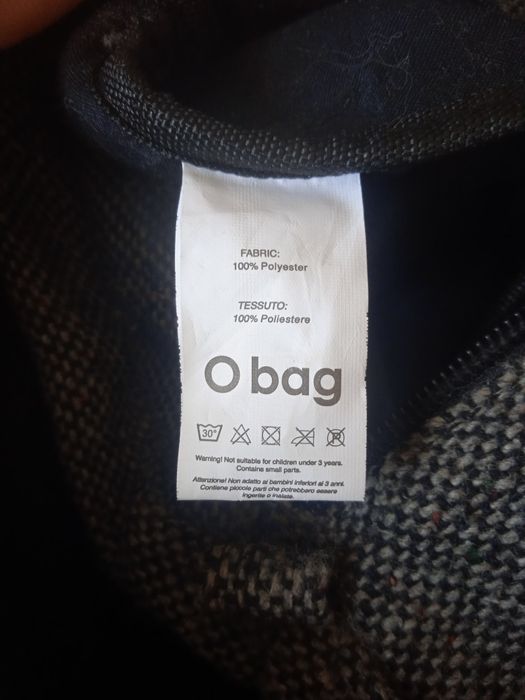 FABRIC:
100% Polyester
TESSUTO:
100% Poliestere
O bag
30°
P
Warning! Not suitable for children under 3 years.
Contains small parts.
Attenzione! Non adatto ai bambini inferiori ai 3 anni.
Contiene piccole parti che potrebbero essere
ingerite o inalate.